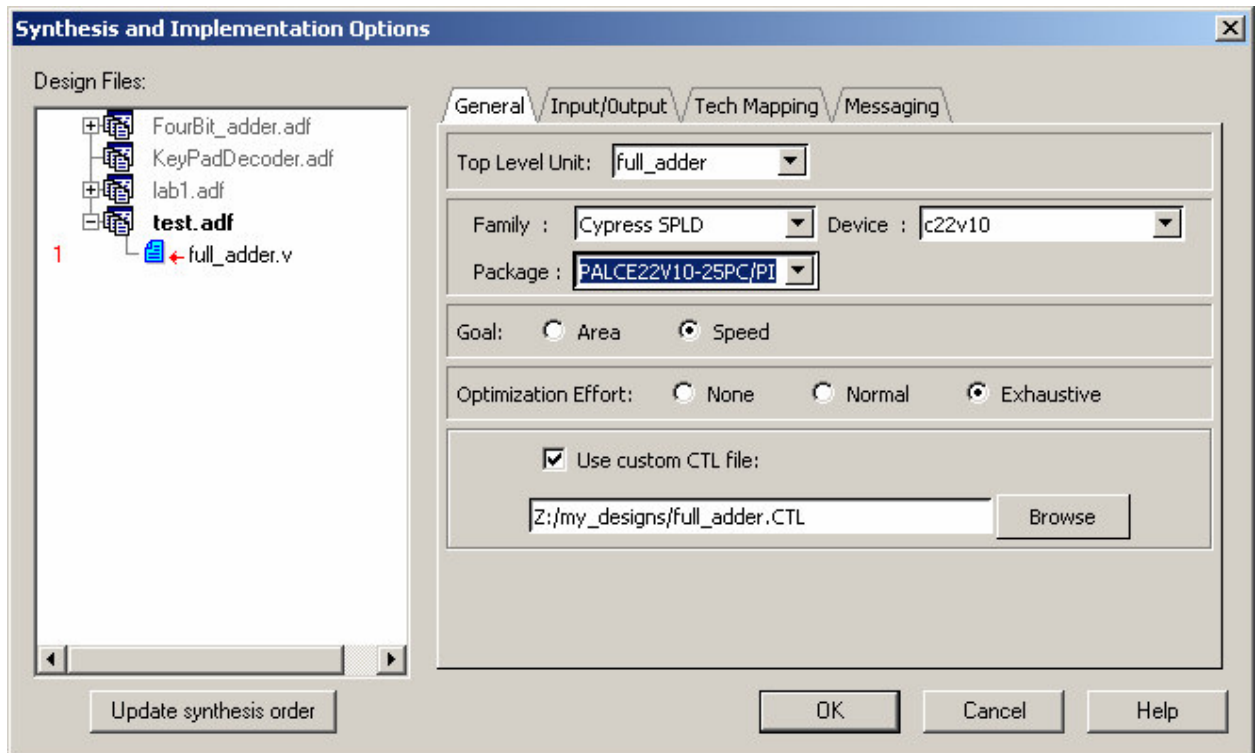 Synthesis and Implementation Options
Design Files:
FourBit_adder.adf
KeyPadDecoder.adf
lab1.adf
test.adf
1 full_adder.v
Update synthesis order
General Input/Output Tech Mapping Messaging
Top Level Unit: full_adder
Family : Cypress SPLD Device : c22v10
Package : PALCE22V10-25PC/PI
Goal: Area Speed
Optimization Effort: None Normal Exhaustive
Use custom CTL file:
Z:/my_designs/full_adder.CTL Browse
OK Cancel Help